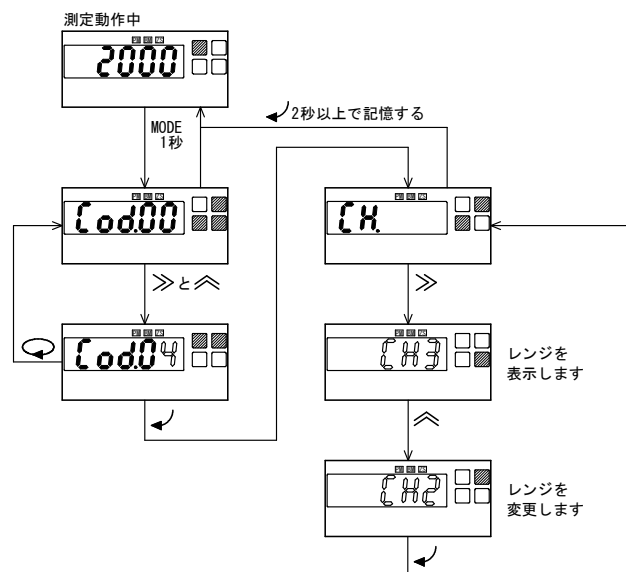 測定動作中
2000
MODE
1秒
2秒以上で記憶する
Cod.00
CH.
≫と︽
Cod.04
≫
CH3
レンジを
表示します
︽
CH2
レンジを
変更します